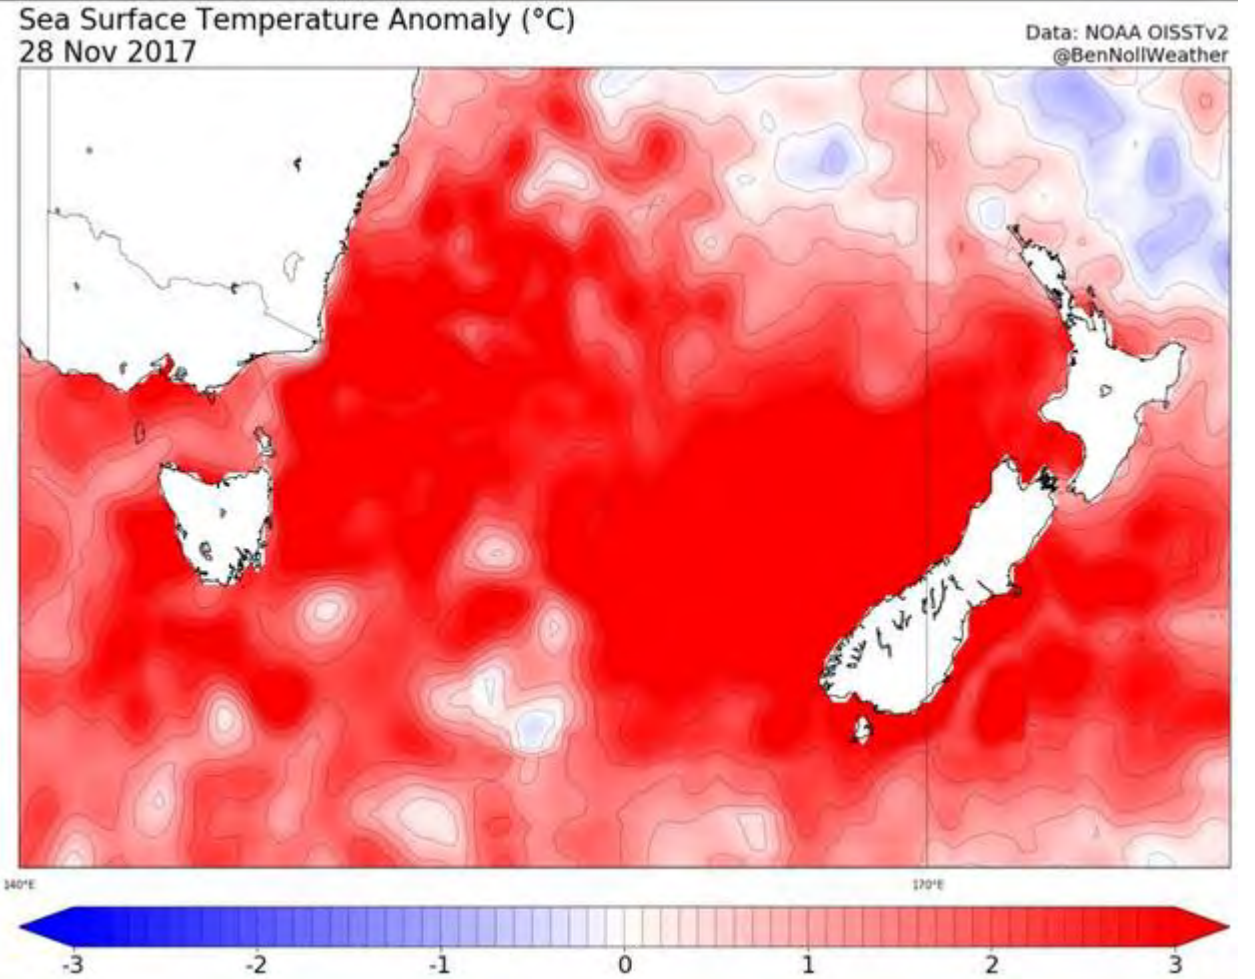 Sea Surface Temperature Anomaly (°C)
28 Nov 2017
Data: NOAA OISSTv2
@BenNollWeather
140°E 170°E
-3 -2 -1 0 1 2 3